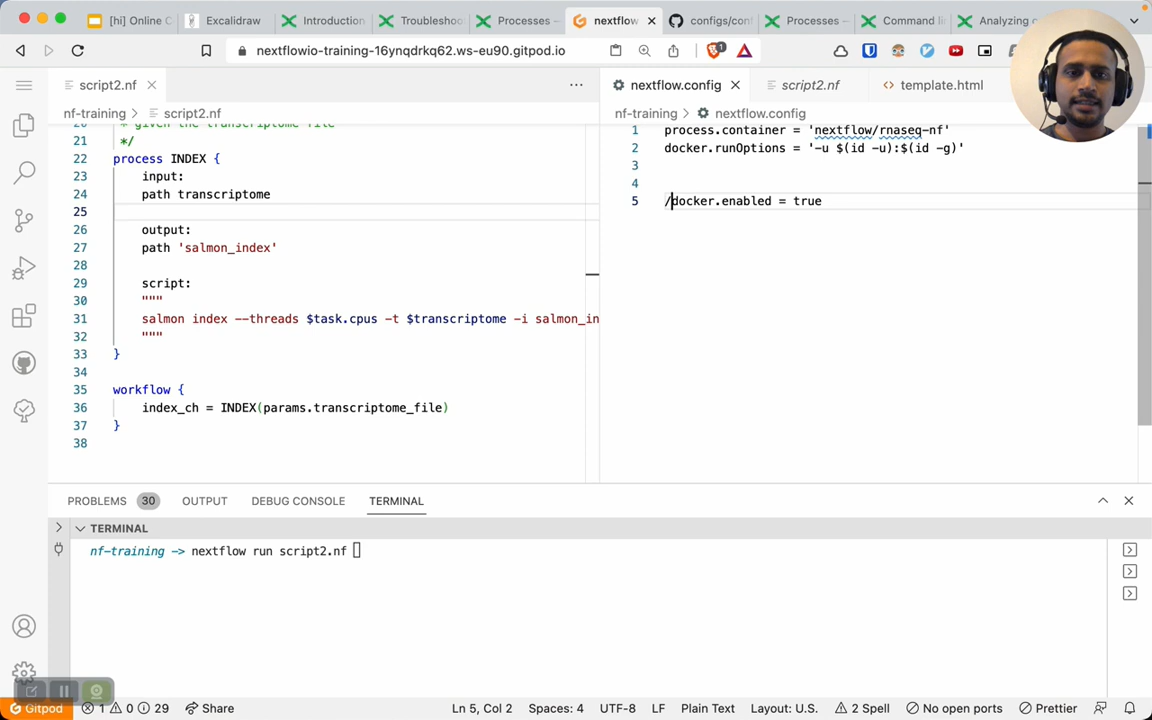 [hi] Online C
Excalidraw
Introduction
Troubleshoo
Processes –
nextflow
configs/con
Processes –
Command li
Analyzing
nextflowio-training-16ynqdrkq62.ws-eu90.gitpod.io
1
script2.nf
nextflow.config
script2.nf
template.html
nf-training > script2.nf
nf-training > nextflow.config
20 * given the transcriptome file
21 */
22 process INDEX {
23 input:
24 path transcriptome
25
26 output:
27 path 'salmon_index'
28
29 script:
30 """
31 salmon index --threads $task.cpus -t $transcriptome -i salmon_in
32 """
33 }
34
35 workflow {
36 index_ch = INDEX(params.transcriptome_file)
37 }
38
1 process.container = 'nextflow/rnaseq-nf'
2 docker.runOptions = '-u $(id -u):$(id -g)'
3
4
5 /docker.enabled = true
PROBLEMS 30 OUTPUT DEBUG CONSOLE TERMINAL
TERMINAL
nf-training -> nextflow run script2.nf
Gitpod 1 0 29 Share Ln 5, Col 2 Spaces: 4 UTF-8 LF Plain Text Layout: U.S. 2 Spell No open ports Prettier